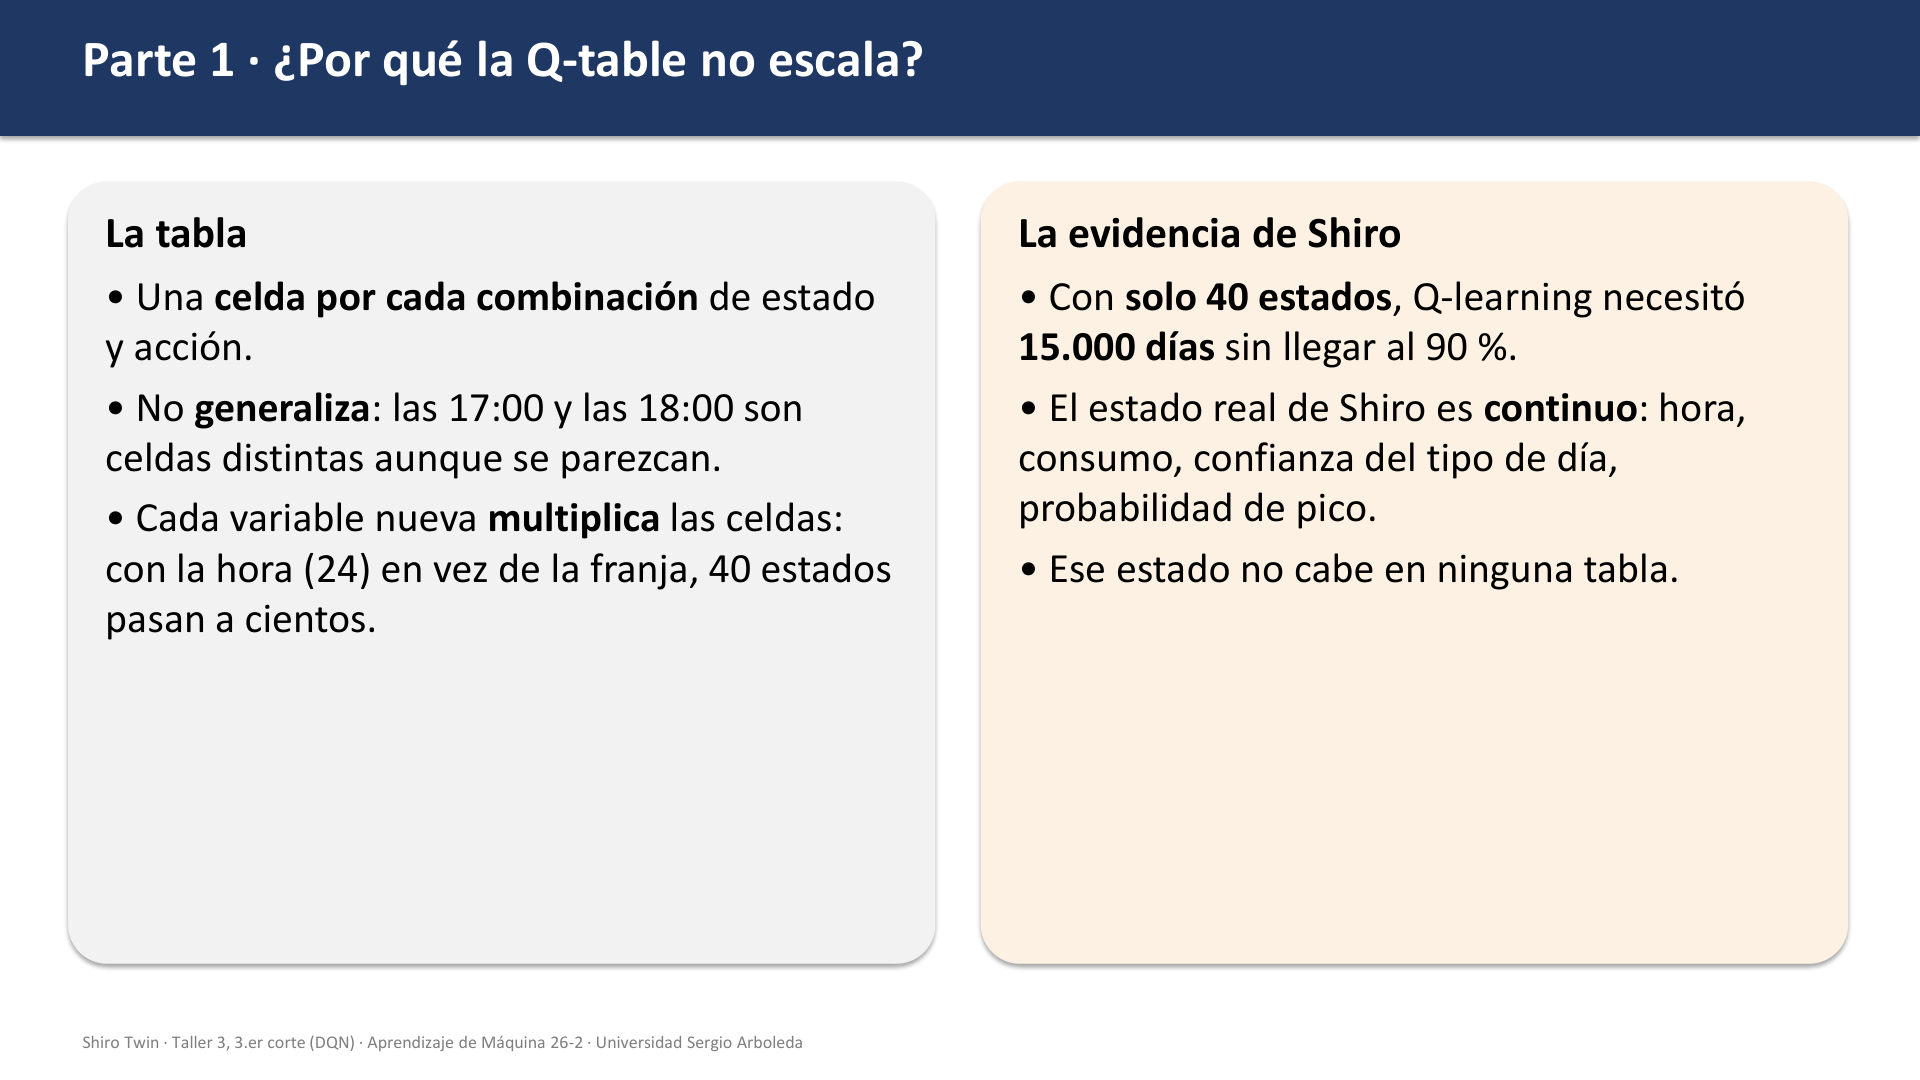 Parte 1 · ¿Por qué la Q-table no escala?
La tabla
• Una celda por cada combinación de estado
y acción.
• No generaliza: las 17:00 y las 18:00 son
celdas distintas aunque se parezcan.
• Cada variable nueva multiplica las celdas:
con la hora (24) en vez de la franja, 40 estados
pasan a cientos.
La evidencia de Shiro
• Con solo 40 estados, Q-learning necesitó
15.000 días sin llegar al 90 %.
• El estado real de Shiro es continuo: hora,
consumo, confianza del tipo de día,
probabilidad de pico.
• Ese estado no cabe en ninguna tabla.
Shiro Twin · Taller 3, 3.er corte (DQN) · Aprendizaje de Máquina 26-2 · Universidad Sergio Arboleda